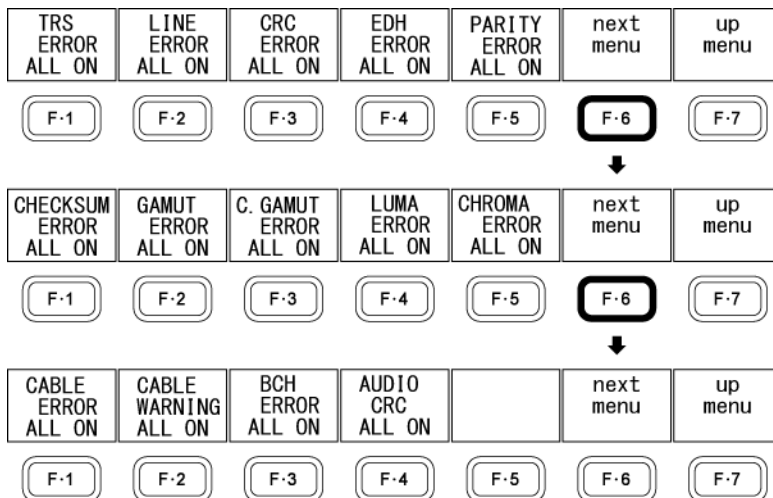 TRS ERROR ALL ON
LINE ERROR ALL ON
CRC ERROR ALL ON
EDH ERROR ALL ON
PARITY ERROR ALL ON
next menu
up menu
F·1
F·2
F·3
F·4
F·5
F·6
F·7
CHECKSUM ERROR ALL ON
GAMUT ERROR ALL ON
C. GAMUT ERROR ALL ON
LUMA ERROR ALL ON
CHROMA ERROR ALL ON
next menu
up menu
F·1
F·2
F·3
F·4
F·5
F·6
F·7
CABLE ERROR ALL ON
CABLE WARNING ALL ON
BCH ERROR ALL ON
AUDIO CRC ALL ON
next menu
up menu
F·1
F·2
F·3
F·4
F·5
F·6
F·7